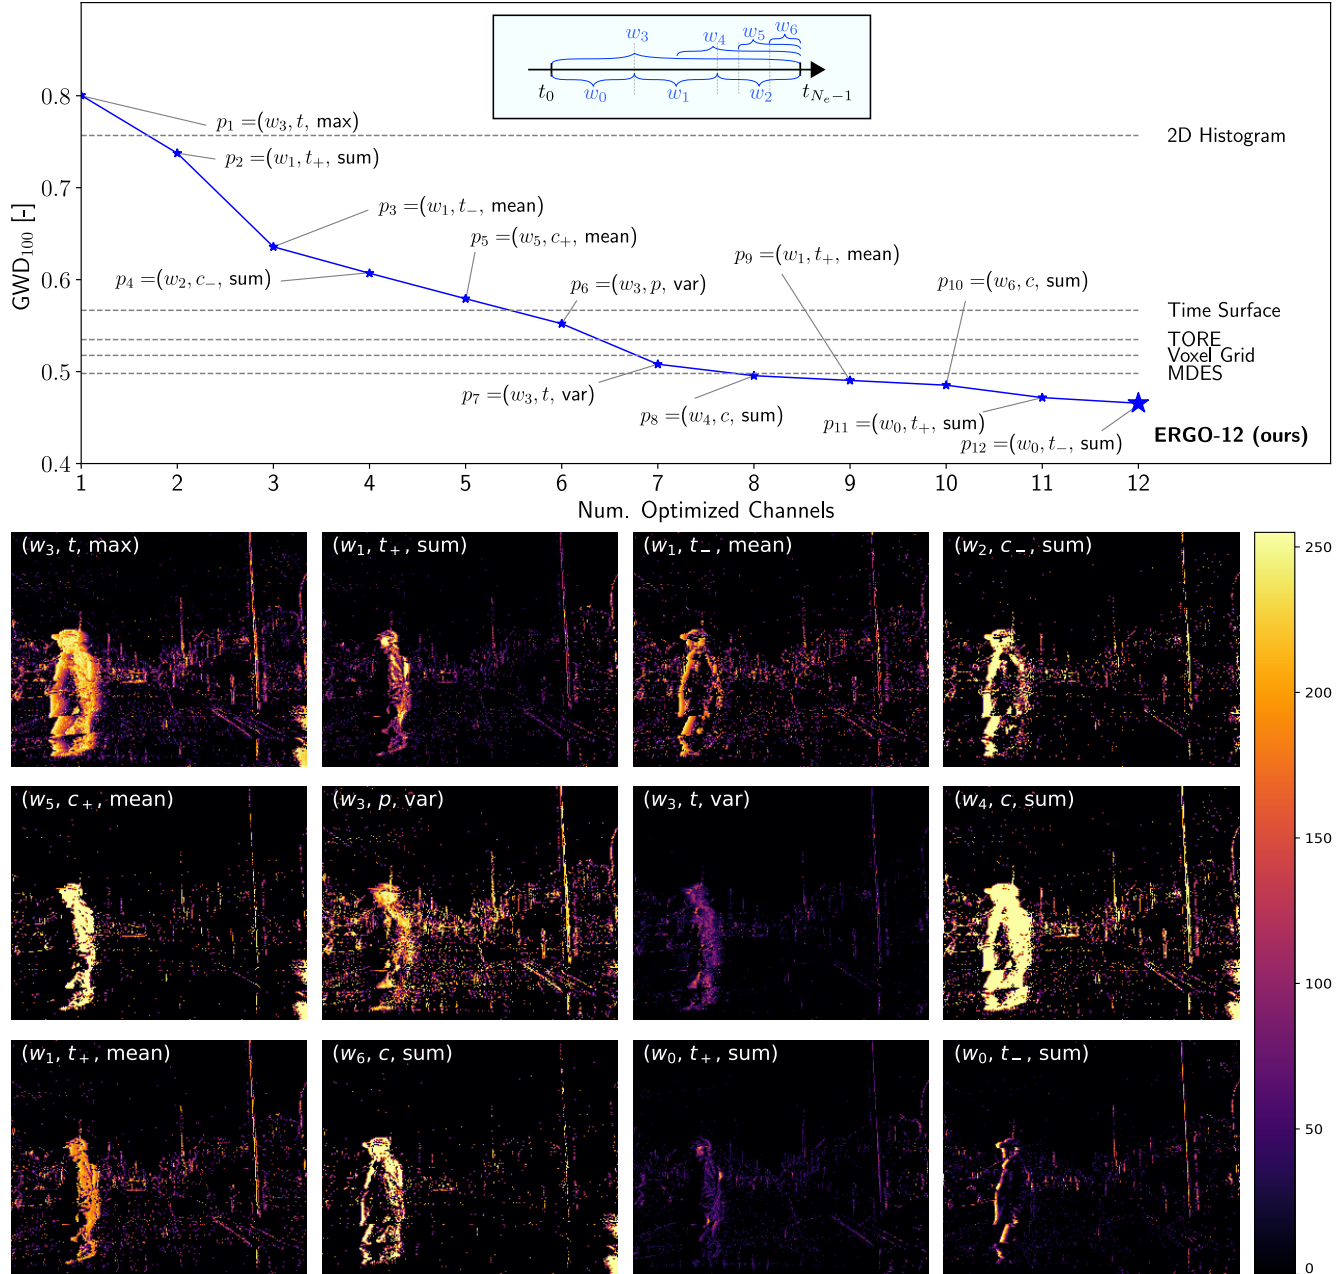 w₃ w₄ w₅ w₆
t₀ w₀ w₁ w₂ t_{Nₑ−1}
GWD₁₀₀ [-]
0.8
0.7
0.6
0.5
0.4
p₁ =(w₃, t, max)
p₂ =(w₁, t₊, sum)
p₃ =(w₁, t₋, mean)
p₄ =(w₂, c₋, sum)
p₅ =(w₅, c₊, mean)
p₆ =(w₃, p, var)
p₇ =(w₃, t, var)
p₈ =(w₄, c, sum)
p₉ =(w₁, t₊, mean)
p₁₀ =(w₆, c, sum)
p₁₁ =(w₀, t₊, sum)
p₁₂ =(w₀, t₋, sum)
2D Histogram
Time Surface
TORE
Voxel Grid
MDES
ERGO-12 (ours)
1 2 3 4 5 6 7 8 9 10 11 12
Num. Optimized Channels
(w₃, t, max) (w₁, t₊, sum) (w₁, t₋, mean) (w₂, c₋, sum)
(w₅, c₊, mean) (w₃, p, var) (w₃, t, var) (w₄, c, sum)
(w₁, t₊, mean) (w₆, c, sum) (w₀, t₊, sum) (w₀, t₋, sum)
250
200
150
100
50
0